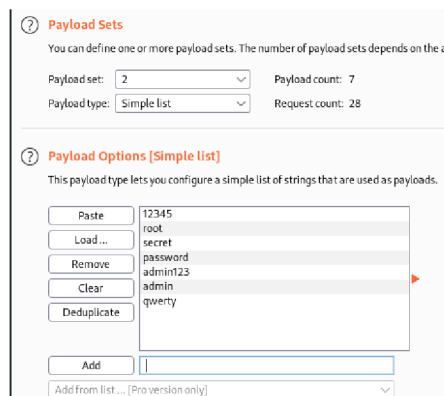 Payload Sets
You can define one or more payload sets. The number of payload sets depends on the
Payload set: 2 Payload count: 7
Payload type: Simple list Request count: 28
Payload Options [Simple list]
This payload type lets you configure a simple list of strings that are used as payloads.
Paste
Load ...
Remove
Clear
Deduplicate
12345
root
secret
password
admin123
admin
qwerty
Add
Add from list ... [Pro version only]